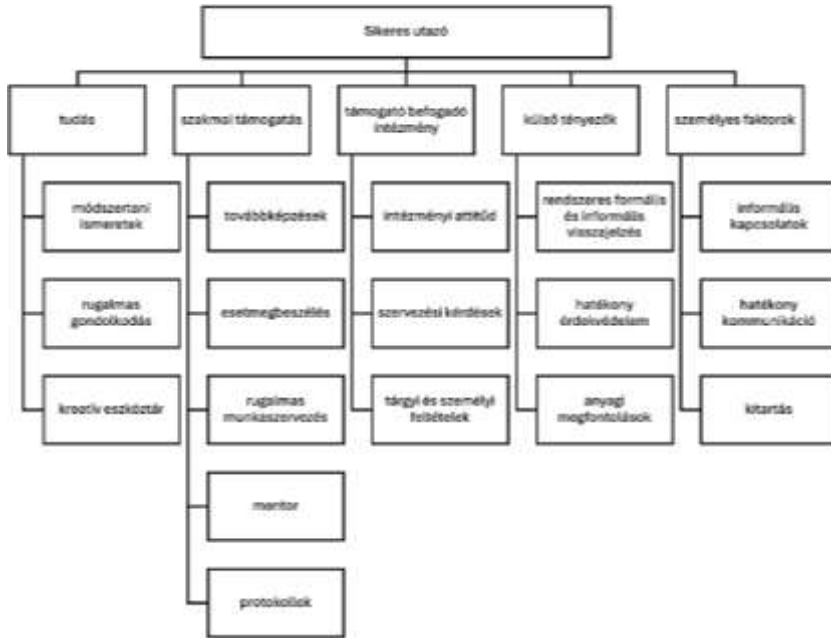 Sikeres utazó
tudás
szakmai támogatás
támogató befogadó
intézmény
külső tényezők
személyes faktorok
módszertani
ismeretek
továbbképzések
intézményi attitűd
rendszeres formális
és informális
visszajelzés
informális
kapcsolatok
rugalmas
gondolkodás
esetmegbeszélés
szervezési kérdések
hatékony
érdekvédelem
hatékony
kommunikáció
kreatív eszköztár
rugalmas
munkaszervezés
tárgyi és személyi
feltételek
anyagi
megfontolások
kitartás
mentor
protokollok